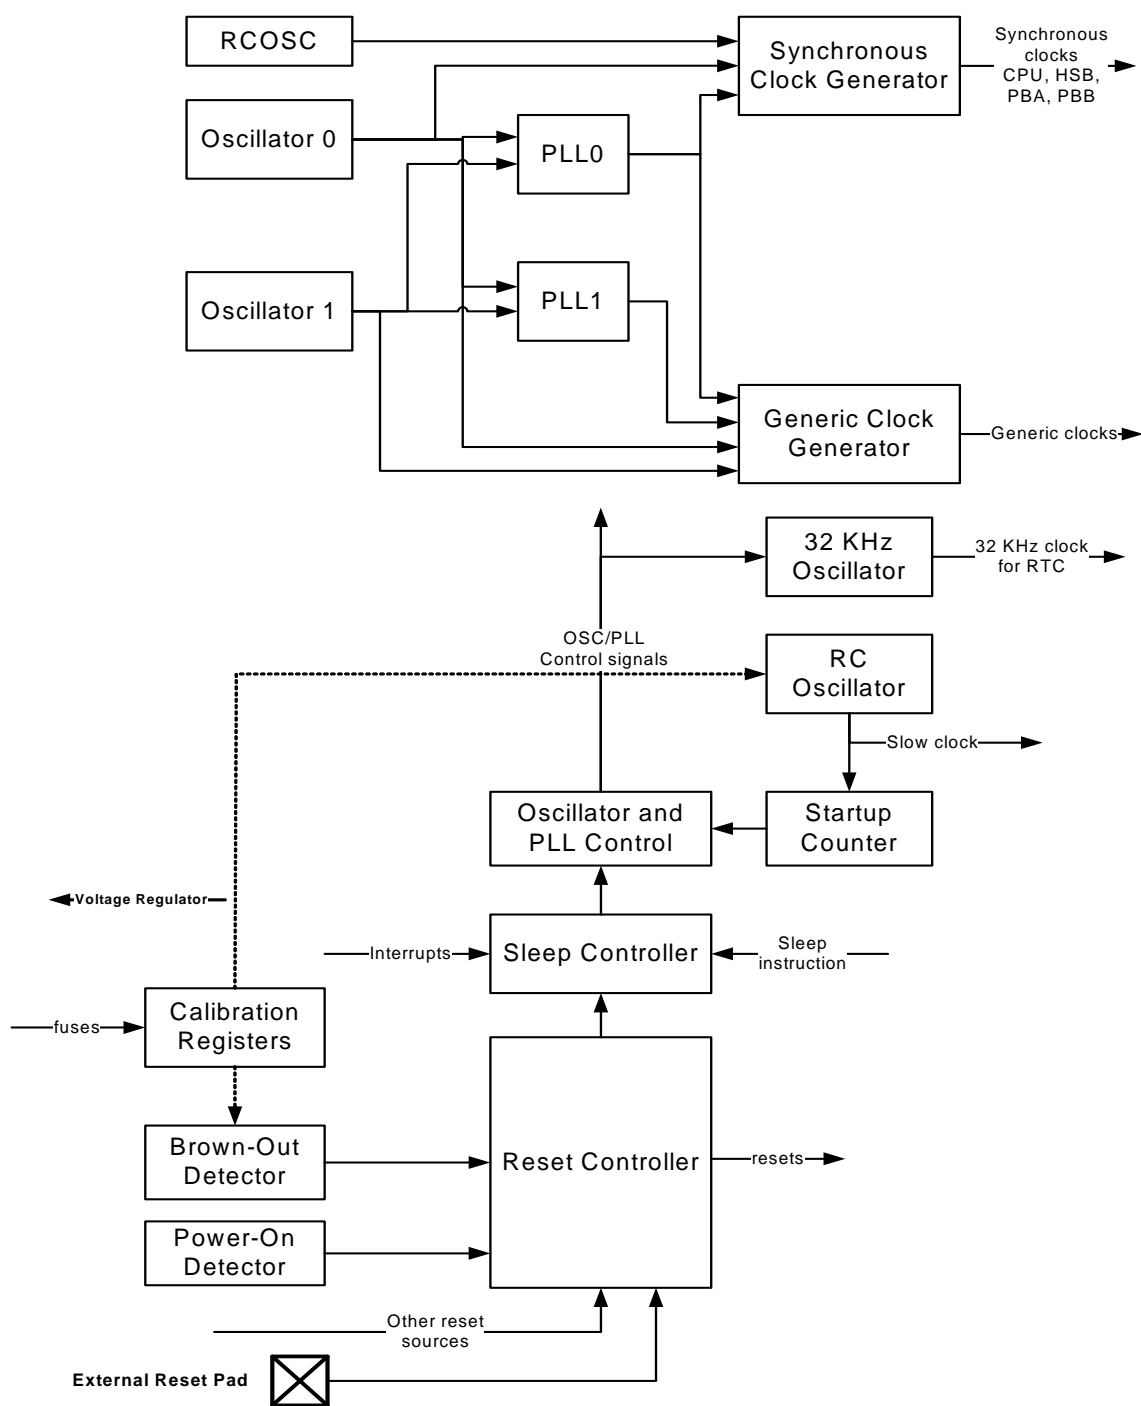 RCOSC
Synchronous
Clock Generator
Synchronous
clocks
CPU, HSB,
PBA, PBB
Oscillator 0
PLL0
Oscillator 1
PLL1
Generic Clock
Generator
Generic clocks
32 KHz
Oscillator
32 KHz clock
for RTC
OSC/PLL
Control signals
RC
Oscillator
Slow clock
Oscillator and
PLL Control
Startup
Counter
Voltage Regulator
Interrupts
Sleep Controller
Sleep
instruction
fuses
Calibration
Registers
Brown-Out
Detector
Reset Controller
resets
Power-On
Detector
Other reset
sources
External Reset Pad